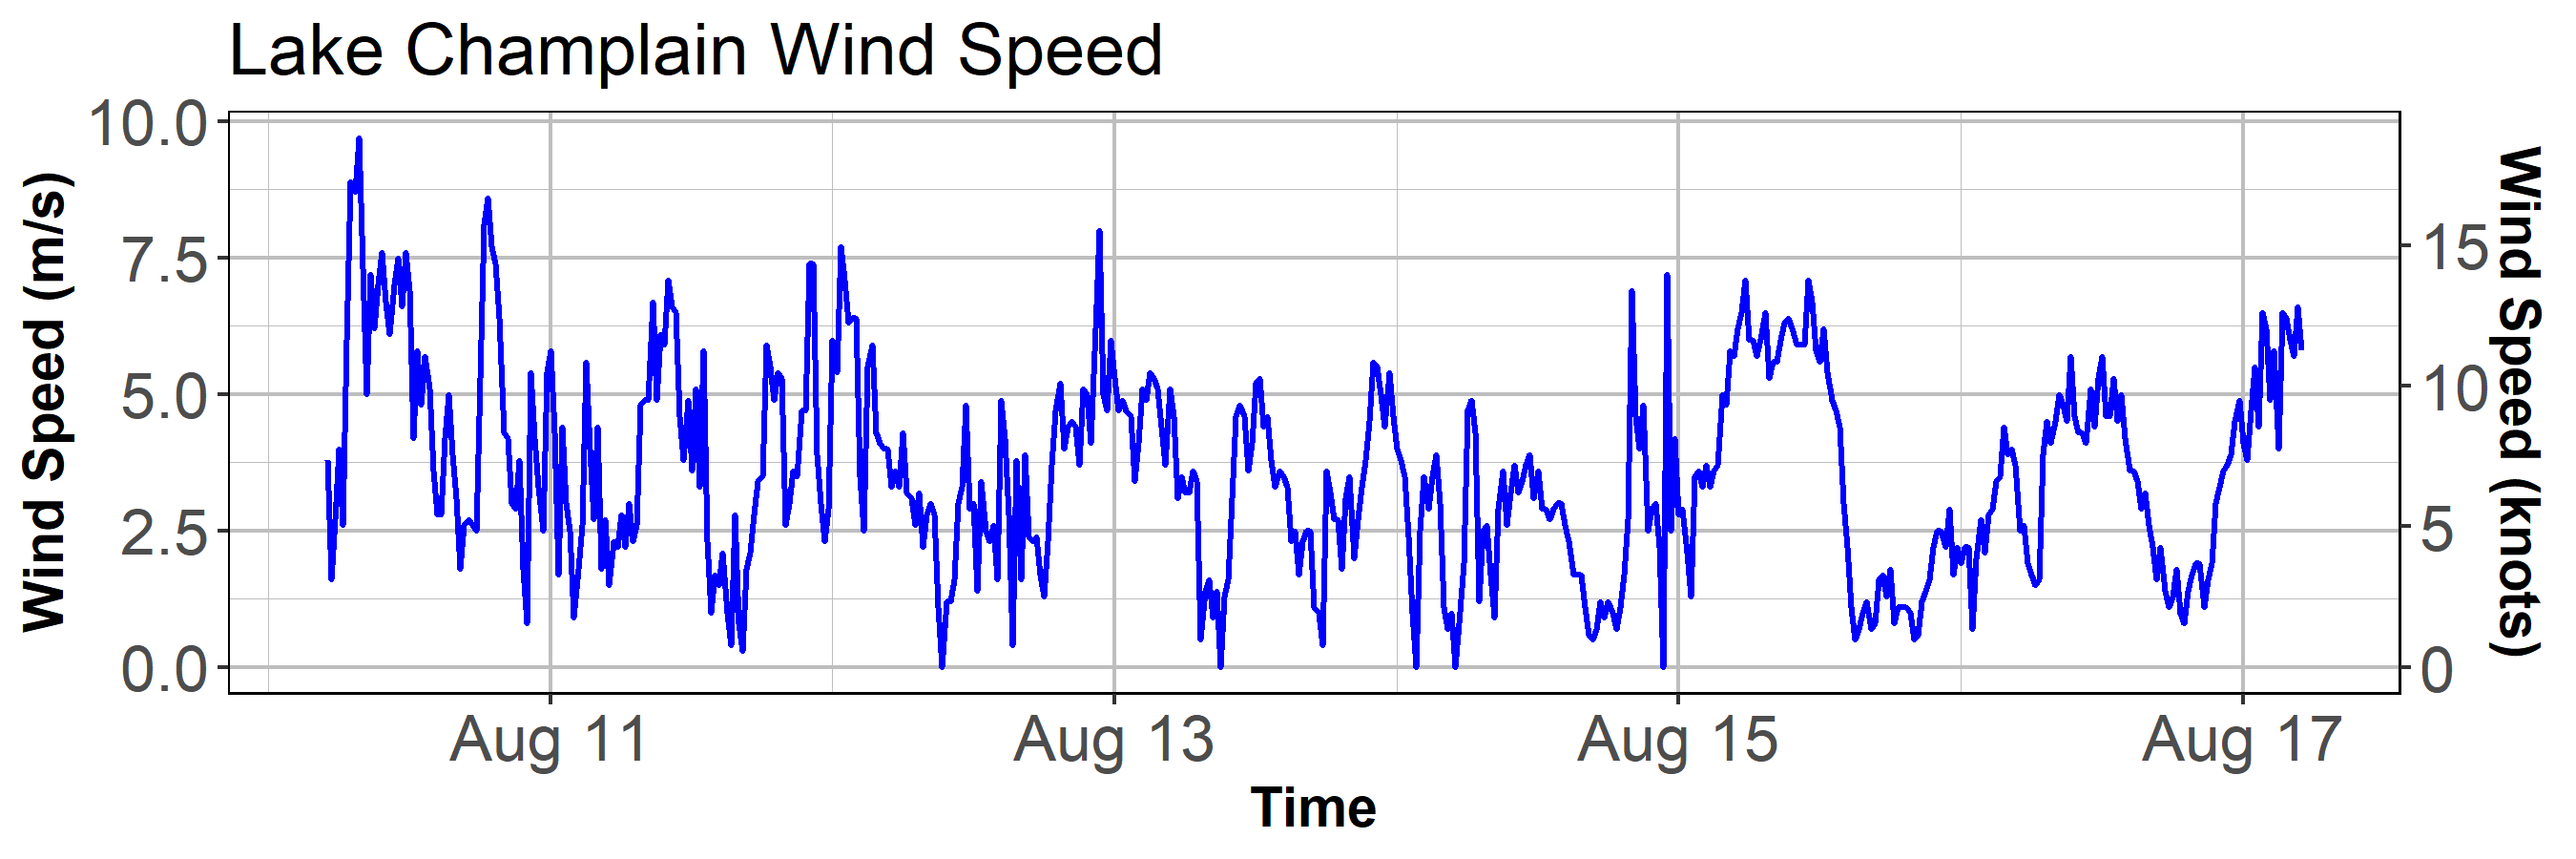 Lake Champlain Wind Speed
Wind Speed (m/s)
10.0
7.5
5.0
2.5
0.0
Wind Speed (knots)
15
10
5
0
Aug 11 Aug 13 Aug 15 Aug 17
Time